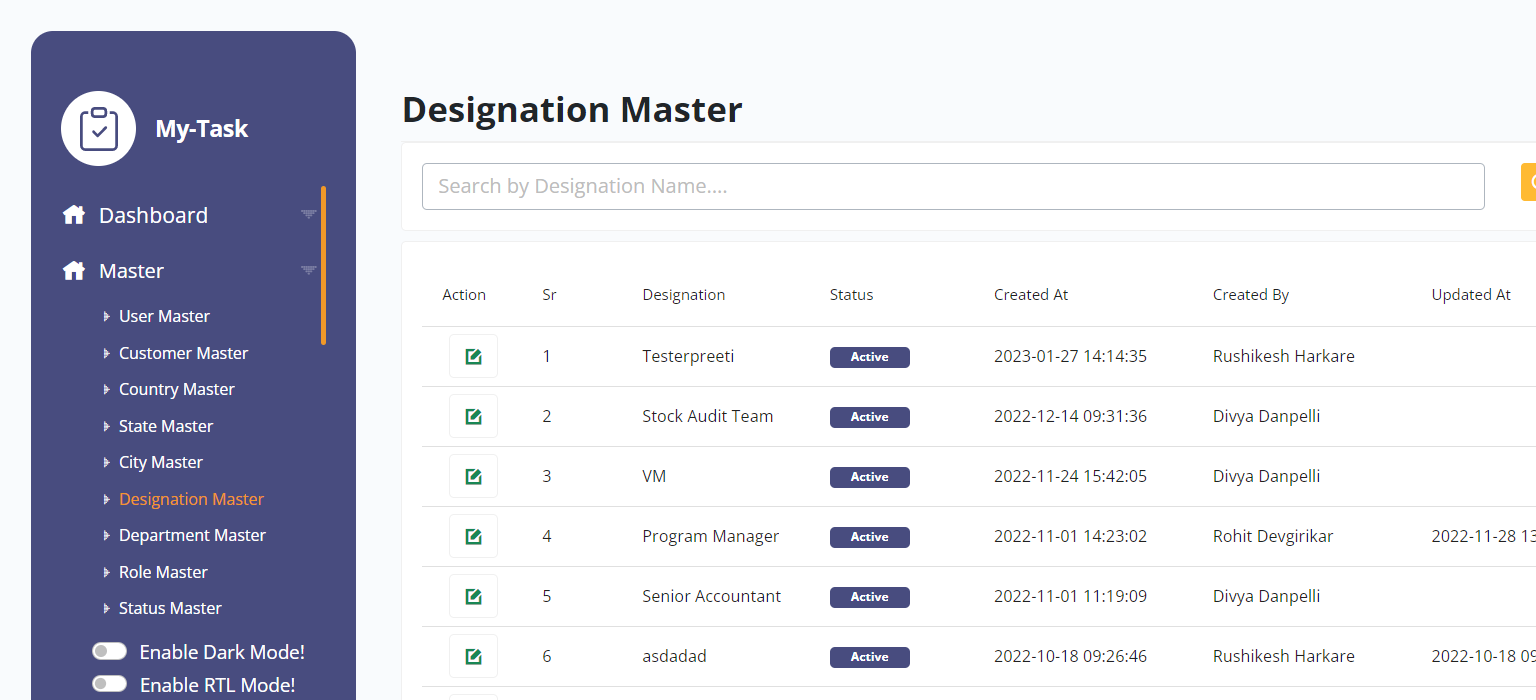 My-Task
Dashboard
Master
User Master
Customer Master
Country Master
State Master
City Master
Designation Master
Department Master
Role Master
Status Master
Enable Dark Mode!
Enable RTL Mode!
Designation Master
Search by Designation Name....
Action Sr Designation Status Created At Created By Updated At
1 Testerpreeti Active 2023-01-27 14:14:35 Rushikesh Harkare
2 Stock Audit Team Active 2022-12-14 09:31:36 Divya Danpelli
3 VM Active 2022-11-24 15:42:05 Divya Danpelli
4 Program Manager Active 2022-11-01 14:23:02 Rohit Devgirikar 2022-11-28 13
5 Senior Accountant Active 2022-11-01 11:19:09 Divya Danpelli
6 asdadad Active 2022-10-18 09:26:46 Rushikesh Harkare 2022-10-18 09